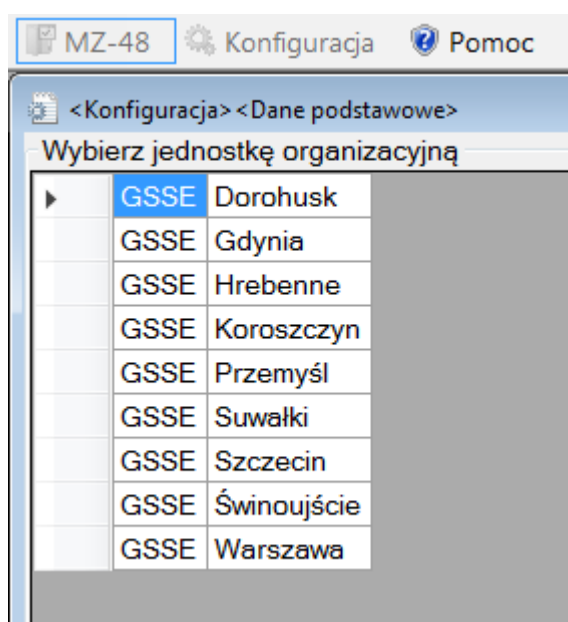 MZ-48 Konfiguracja Pomoc
<Konfiguracja><Dane podstawowe>
Wybierz jednostkę organizacyjną
GSSE Dorohusk
GSSE Gdynia
GSSE Hrebenne
GSSE Koroszczyn
GSSE Przemyśl
GSSE Suwałki
GSSE Szczecin
GSSE Świnoujście
GSSE Warszawa